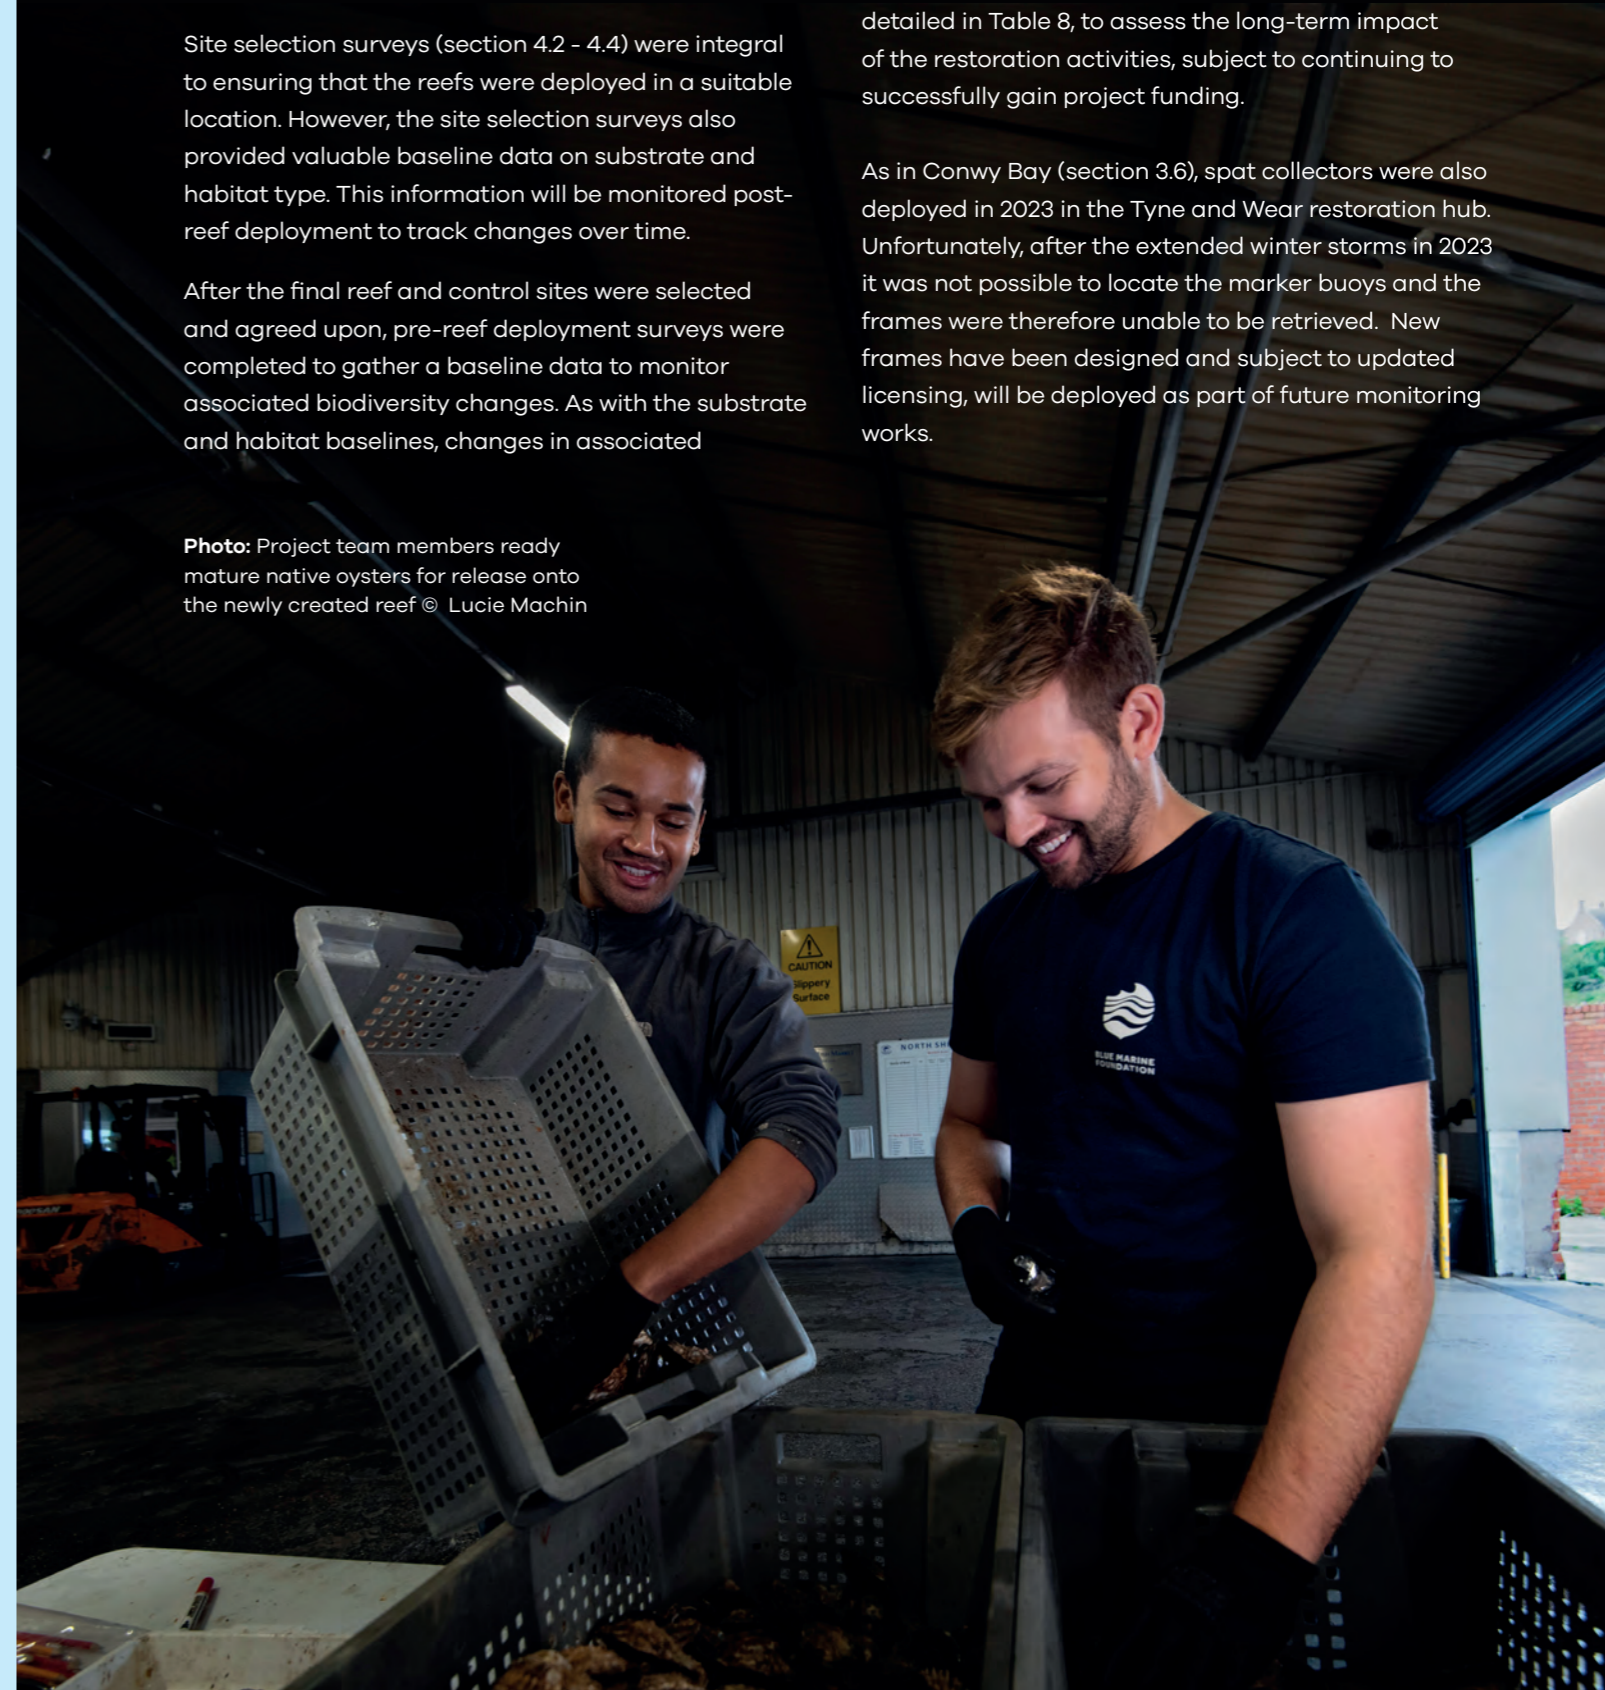 Site selection surveys (section 4.2 - 4.4) were integral
to ensuring that the reefs were deployed in a suitable
location. However, the site selection surveys also
provided valuable baseline data on substrate and
habitat type. This information will be monitored post-
reef deployment to track changes over time.
After the final reef and control sites were selected
and agreed upon, pre-reef deployment surveys were
completed to gather a baseline data to monitor
associated biodiversity changes. As with the substrate
and habitat baselines, changes in associated
detailed in Table 8, to assess the long-term impact
of the restoration activities, subject to continuing to
successfully gain project funding.
As in Conwy Bay (section 3.6), spat collectors were also
deployed in 2023 in the Tyne and Wear restoration hub.
Unfortunately, after the extended winter storms in 2023
it was not possible to locate the marker buoys and the
frames were therefore unable to be retrieved. New
frames have been designed and subject to updated
licensing, will be deployed as part of future monitoring
works.
Photo: Project team members ready
mature native oysters for release onto
the newly created reef © Lucie Machin
CAUTION
Slippery
Surface
NORTH SH
BLUE MARINE
FOUNDATION
25